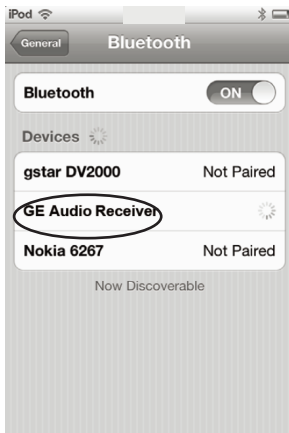 iPod
General Bluetooth
Bluetooth ON
Devices
gstar DV2000 Not Paired
GE Audio Receiver
Nokia 6267 Not Paired
Now Discoverable